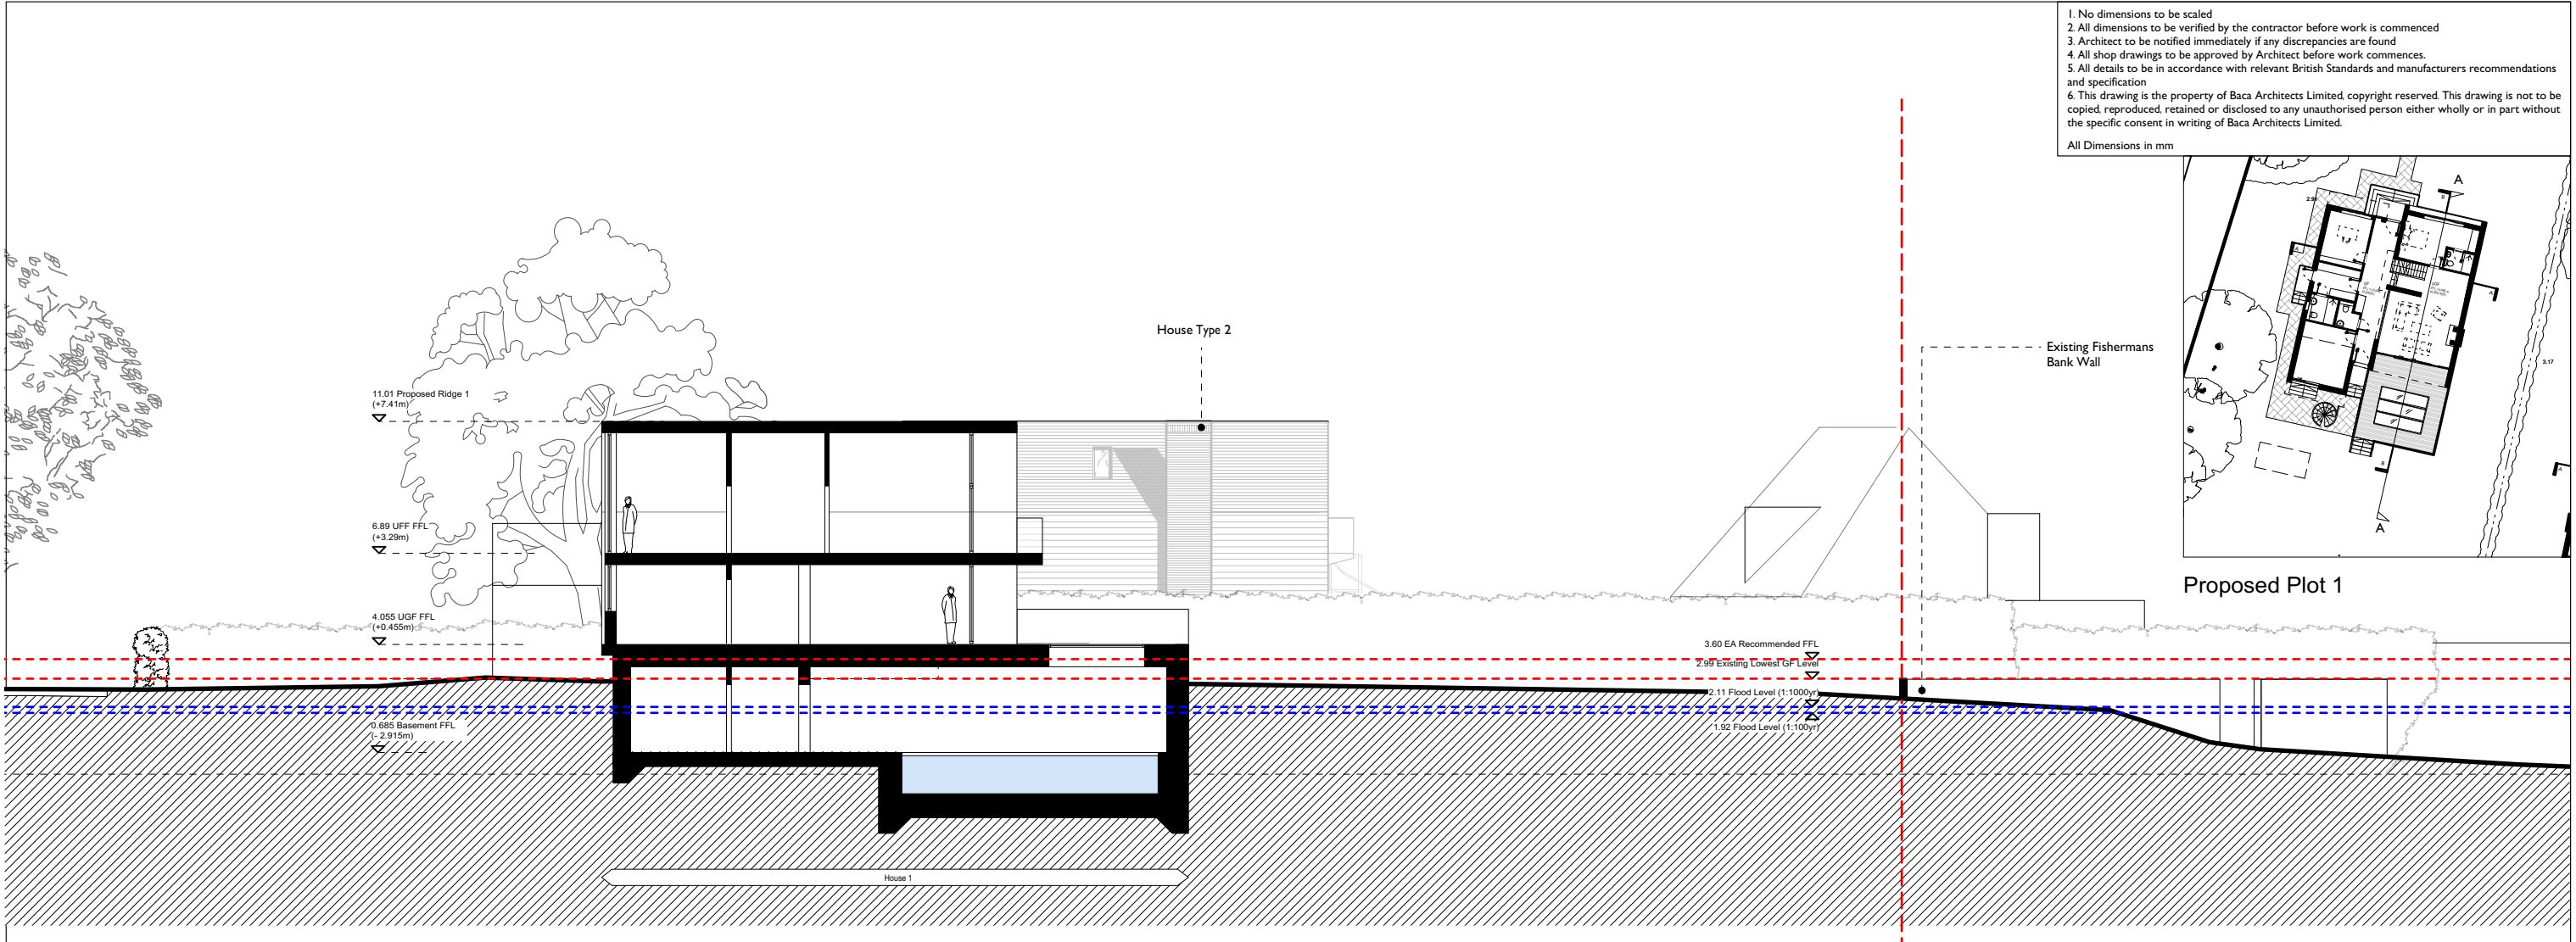 1. No dimensions to be scaled
2. All dimensions to be verified by the contractor before work is commenced
3. Architect to be notified immediately if any discrepancies are found
4. All shop drawings to be approved by Architect before work commences.
5. All details to be in accordance with relevant British Standards and manufacturers recommendations
and specification
6. This drawing is the property of Baca Architects Limited, copyright reserved. This drawing is not to be
copied, reproduced, retained or disclosed to any unauthorised person either wholly or in part without
the specific consent in writing of Baca Architects Limited.
All Dimensions in mm
A
3.17
A
Proposed Plot 1
House Type 2
Existing Fishermans
Bank Wall
11.01 Proposed Ridge 1
(+7.41m)
6.89 UFF FFL
(+3.29m)
4.055 UGF FFL
(+0.455m)
3.60 EA Recommended FFL
2.99 Existing Lowest GF Level
2.11 Flood Level (1:1000yr)
1.92 Flood Level (1:100yr)
0.685 Basement FFL
(- 2.915m)
House 1